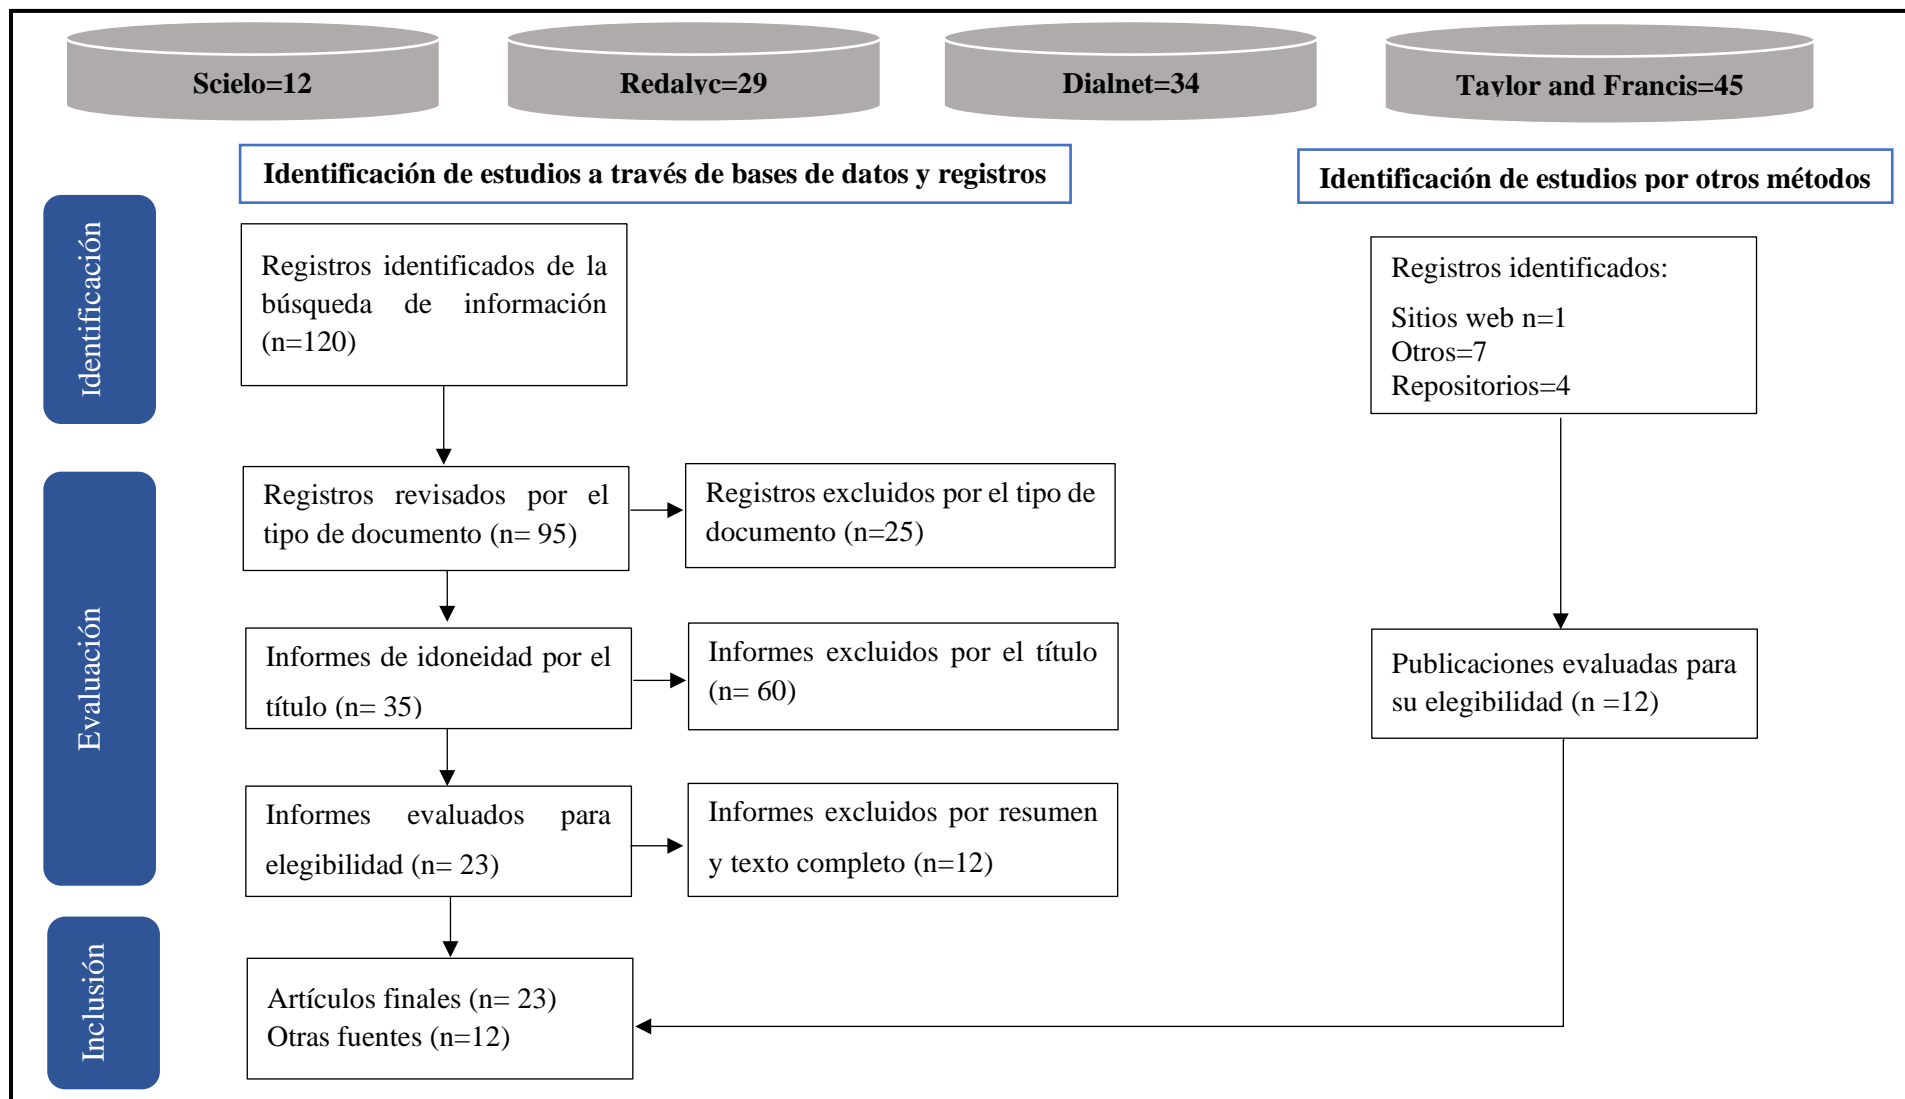 Scielo=12
Redalyc=29
Dialnet=34
Taylor and Francis=45
Identificación de estudios a través de bases de datos y registros
Identificación de estudios por otros métodos
Identificación
Registros identificados de la
búsqueda de información
(n=120)
Registros identificados:
Sitios web n=1
Otros=7
Repositorios=4
Evaluación
Registros revisados por el
tipo de documento (n= 95)
Registros excluidos por el tipo de
documento (n=25)
Informes de idoneidad por el
título (n= 35)
Informes excluidos por el título
(n= 60)
Publicaciones evaluadas para
su elegibilidad (n =12)
Informes evaluados para
elegibilidad (n= 23)
Informes excluidos por resumen
y texto completo (n=12)
Inclusión
Artículos finales (n= 23)
Otras fuentes (n=12)